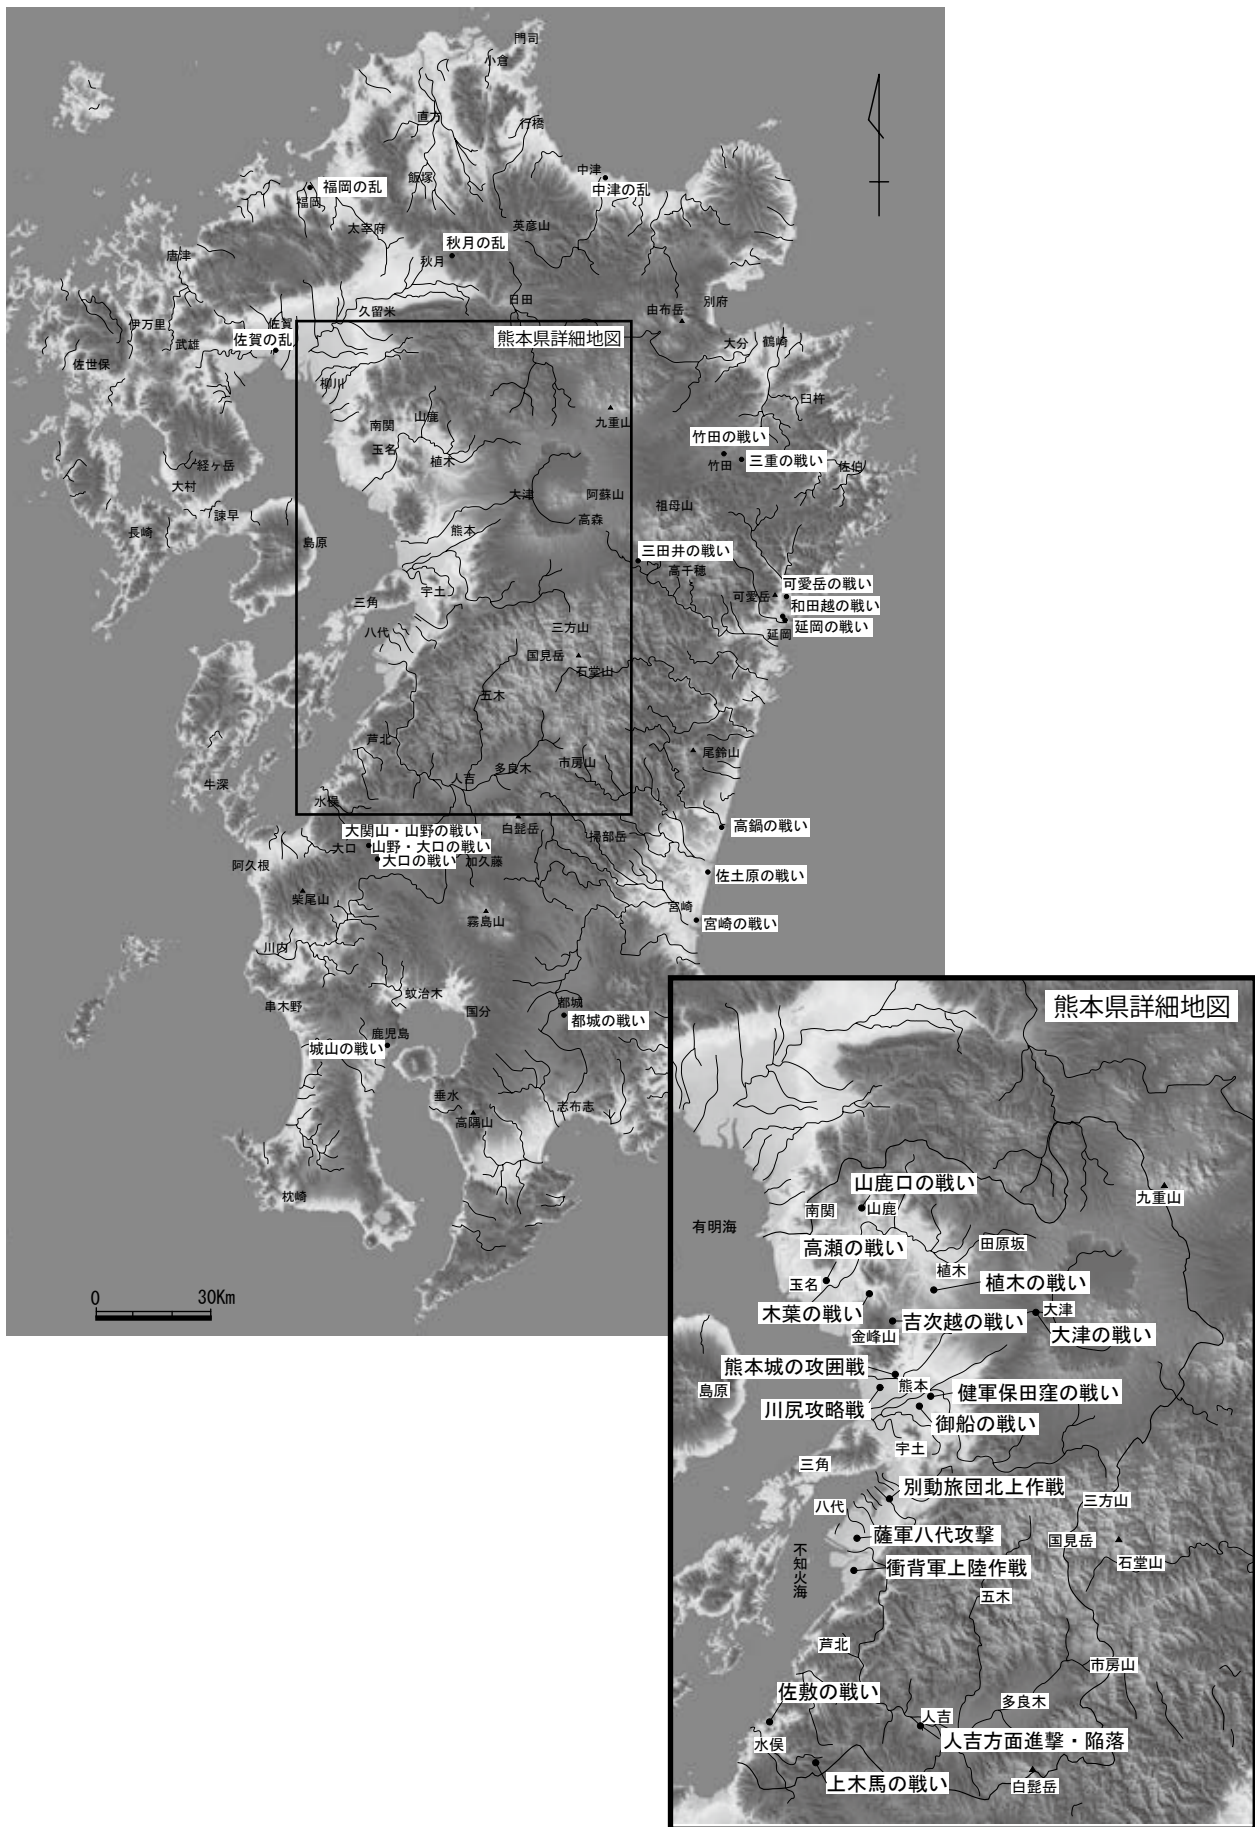 門司
小倉
直方
行橋
中津
中津の乱
飯塚
福岡の乱
福岡
太宰府
英彦山
秋月の乱
秋月
唐津
日田
由布岳
別府
久留米
伊万里
佐賀
佐賀の乱
武雄
佐世保
熊本県詳細地図
大分
鶴崎
柳川
臼杵
九重山
山鹿
南関
玉名
植木
竹田の戦い
竹田
三重の戦い
佐伯
経ヶ岳
大村
諫早
長崎
大津
阿蘇山
祖母山
高森
熊本
島原
三田井の戦い
高千穂
可愛岳の戦い
可愛岳
和田越の戦い
延岡の戦い
延岡
宇土
三角
八代
三方山
国見岳
石堂山
五木
芦北
尾鈴山
市房山
多良木
人吉
牛深
水俣
白髭岳
大関山・山野の戦い
山野・大口の戦い
大口
大口の戦い
加久藤
掃部岳
高鍋の戦い
阿久根
佐土原の戦い
柴尾山
霧島山
宮崎
宮崎の戦い
川内
串木野
蚊治木
国分
都城
都城の戦い
鹿児島
城山の戦い
垂水
高隅山
志布志
枕崎
0
30Km
熊本県詳細地図
山鹿口の戦い
九重山
南関
山鹿
有明海
高瀬の戦い
田原坂
植木
玉名
植木の戦い
木葉の戦い
吉次越の戦い
大津
金峰山
大津の戦い
熊本城の攻囲戦
熊本
島原
健軍保田窪の戦い
川尻攻略戦
御船の戦い
宇土
三角
別動旅団北上作戦
八代
三方山
薩軍八代攻撃
国見岳
不知火海
石堂山
衝背軍上陸作戦
五木
芦北
市房山
佐敷の戦い
多良木
人吉
人吉方面進撃・陥落
水俣
上木馬の戦い
白髭岳